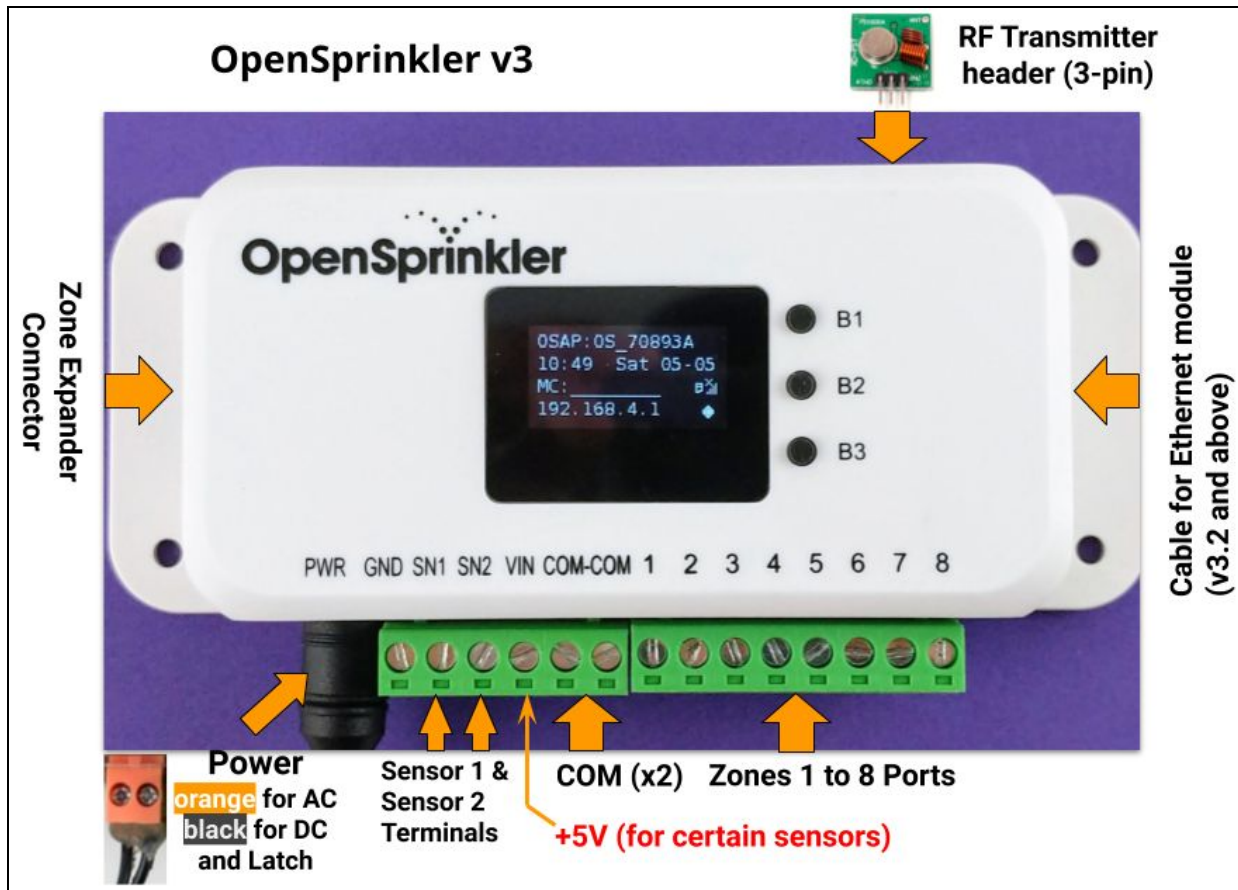 OpenSprinkler v3
RF Transmitter
header (3-pin)
OpenSprinkler
OSAP:OS_70893A
10:49 Sat 05-05
MC:_________
192.168.4.1
B1
B2
B3
Zone Expander
Connector
Cable for Ethernet module
(v3.2 and above)
PWR GND SN1 SN2 VIN COM-COM 1 2 3 4 5 6 7 8
Power
orange for AC
black for DC
and Latch
Sensor 1 &
Sensor 2
Terminals
COM (x2)
Zones 1 to 8 Ports
+5V (for certain sensors)